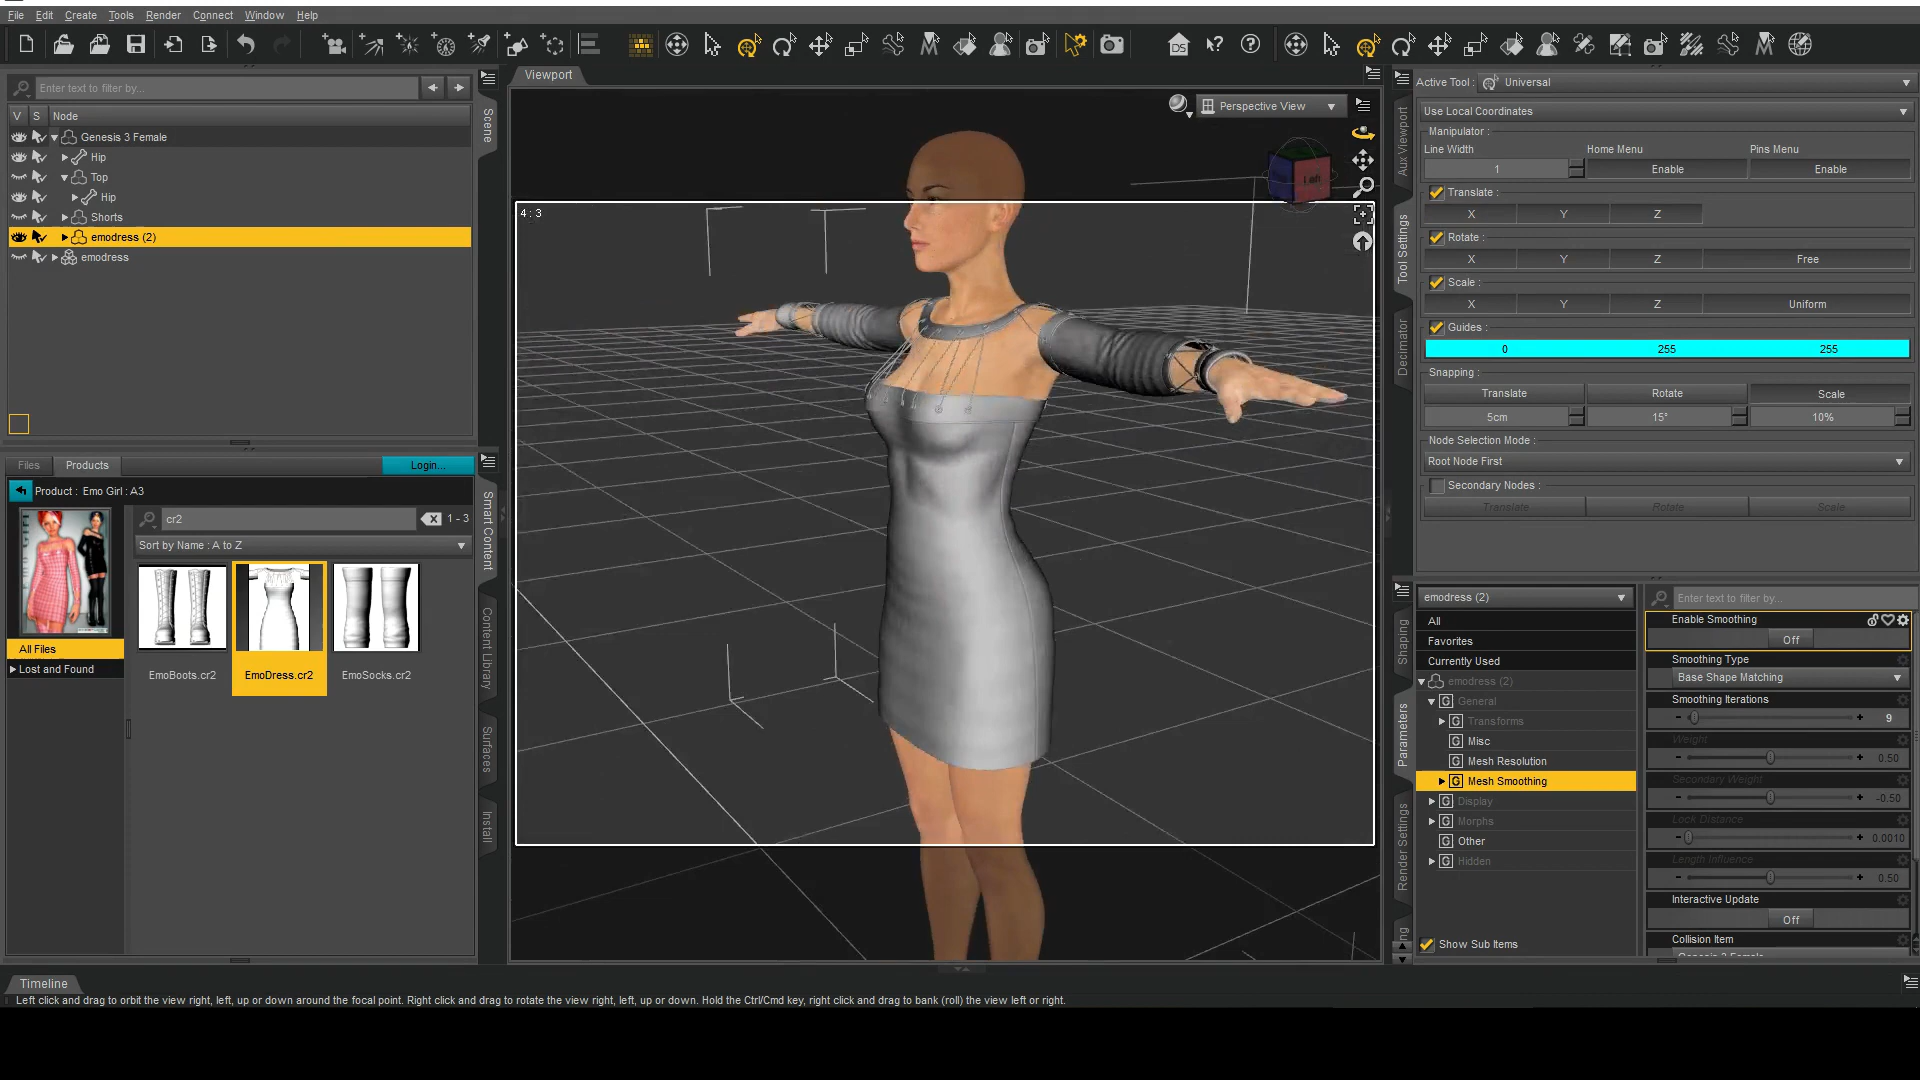 File Edit Create Tools Render Connect Window Help
DS
Enter text to filter by...
V S Node
Genesis 3 Female
Hip
Top
Hip
Shorts
emodress (2)
emodress
Scene
Files Products Login...
Product : Emo Girl : A3
cr2 1 - 3
Sort by Name : A to Z
EmoBoots.cr2 EmoDress.cr2 EmoSocks.cr2
All Files
Lost and Found
Smart Content
Content Library
Surfaces
Install
Viewport
Perspective View
4 : 3
Left
Aux Viewport
Tool Settings
Decimator
Active Tool : Universal
Use Local Coordinates
Manipulator :
Line Width Home Menu Pins Menu
1 Enable Enable
Translate :
X Y Z
Rotate :
X Y Z Free
Scale :
X Y Z Uniform
Guides :
0 255 255
Snapping :
Translate Rotate Scale
5cm 15° 10%
Node Selection Mode :
Root Node First
Secondary Nodes :
Translate Rotate Scale
Shaping
Parameters
Render Settings
emodress (2)
All
Favorites
Currently Used
emodress (2)
General
Transforms
Misc
Mesh Resolution
Mesh Smoothing
Display
Morphs
Other
Hidden
Show Sub Items
Enter text to filter by...
Enable Smoothing
Off
Smoothing Type
Base Shape Matching
Smoothing Iterations
9
Weight
0.50
Secondary Weight
-0.50
Lock Distance
0.0010
Length Influence
0.50
Interactive Update
Off
Collision Item
Genesis 3 Female
Timeline
Left click and drag to orbit the view right, left, up or down around the focal point. Right click and drag to rotate the view right, left, up or down. Hold the Ctrl/Cmd key, right click and drag to bank (roll) the view left or right.